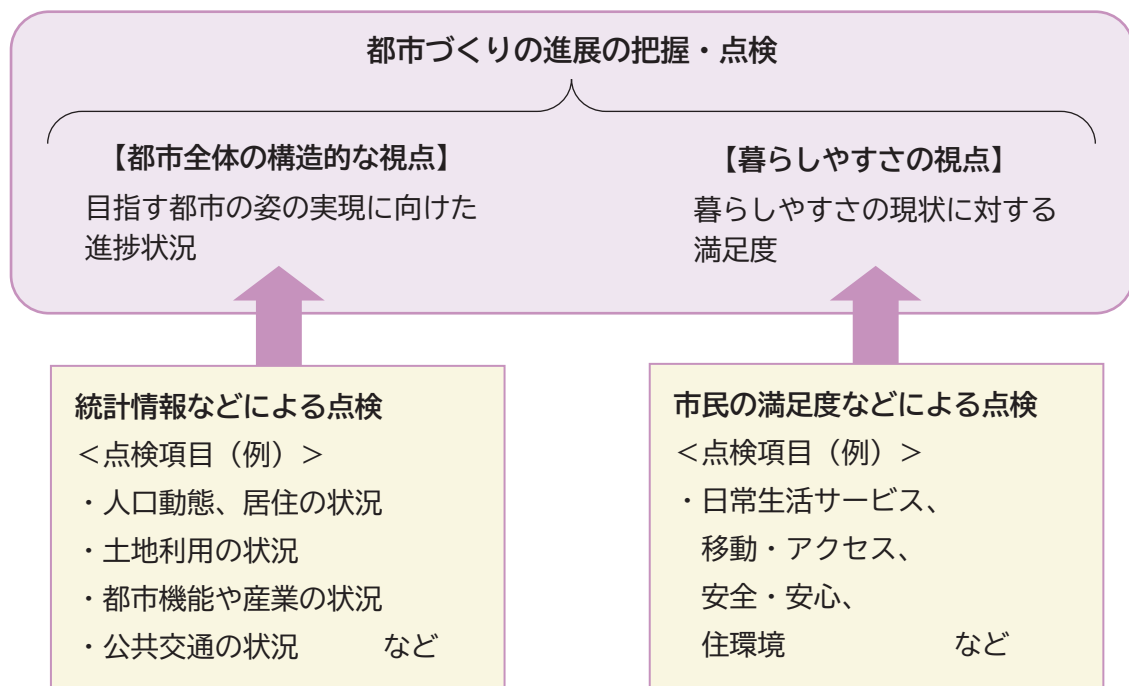 都市づくりの進展の把握・点検
【都市全体の構造的な視点】
目指す都市の姿の実現に向けた
進捗状況
【暮らしやすさの視点】
暮らしやすさの現状に対する
満足度
統計情報などによる点検
＜点検項目（例）＞
・人口動態、居住の状況
・土地利用の状況
・都市機能や産業の状況
・公共交通の状況　　　など
市民の満足度などによる点検
＜点検項目（例）＞
・日常生活サービス、
移動・アクセス、
安全・安心、
住環境　　　　　　など